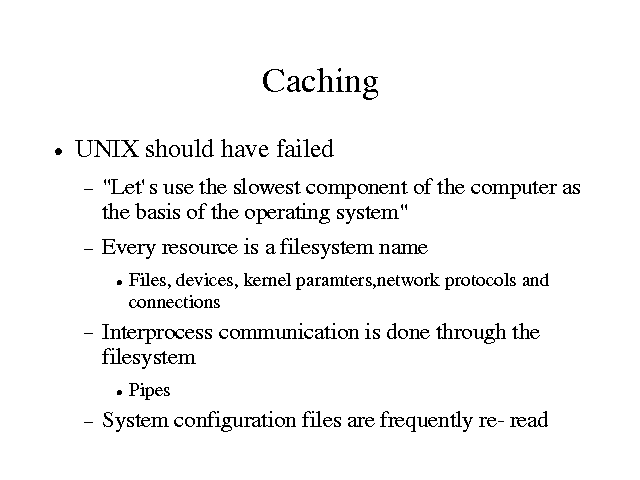 Caching
• UNIX should have failed
– "Let's use the slowest component of the computer as
the basis of the operating system"
– Every resource is a filesystem name
• Files, devices, kernel paramters,network protocols and
connections
– Interprocess communication is done through the
filesystem
• Pipes
– System configuration files are frequently re- read